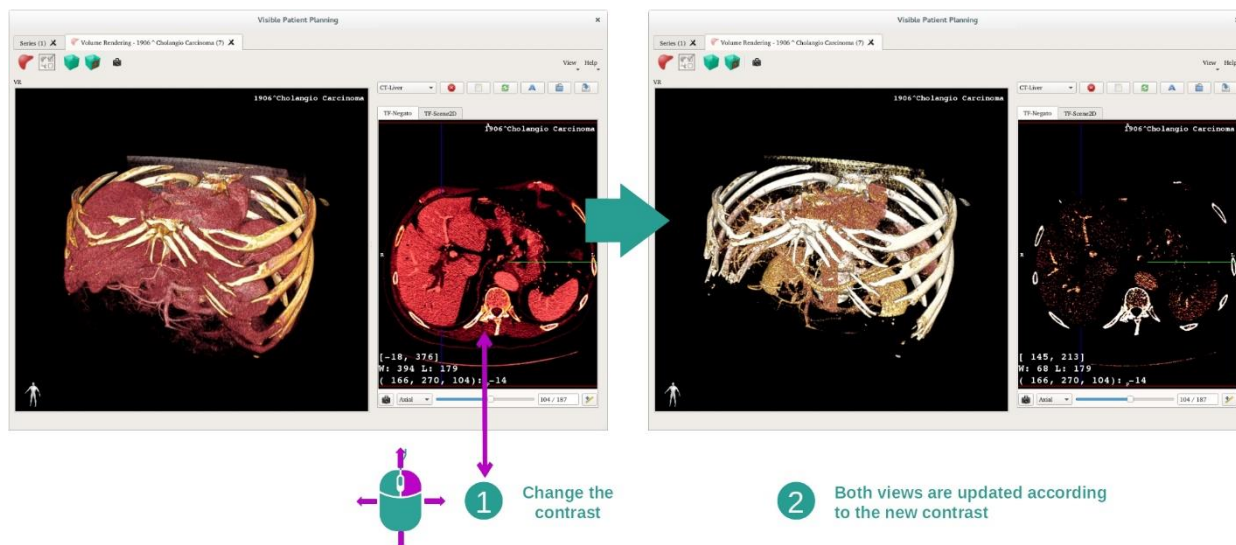 Visible Patient Planning
Series (1)
Volume Rendering - 1906 ^ Cholangio Carcinoma (7)
View Help
VR
1906^Cholangio Carcinoma
CT-Liver
TF-Negato TF-Scene2D
1906^Cholangio Carcinoma
R
[-18, 376]
W: 394 L: 179
( 166, 270, 104): -14
Axial
104 / 187
Visible Patient Planning
Series (1)
Volume Rendering - 1906 ^ Cholangio Carcinoma (7)
View Help
VR
1906^Cholangio Carcinoma
CT-Liver
TF-Negato TF-Scene2D
1906^Cholangio Carcinoma
R
[ 145, 213]
W: 68 L: 179
( 166, 270, 104): -14
Axial
104 / 187
1
Change the
contrast
2
Both views are updated according
to the new contrast